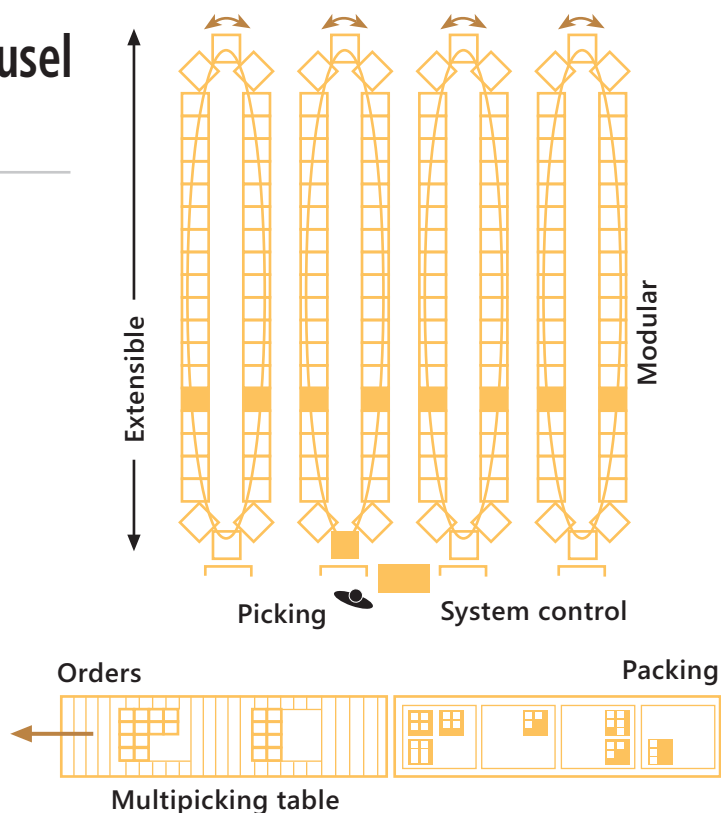 usel
Extensible
Modular
Picking
System control
Orders
Packing
Multipicking table